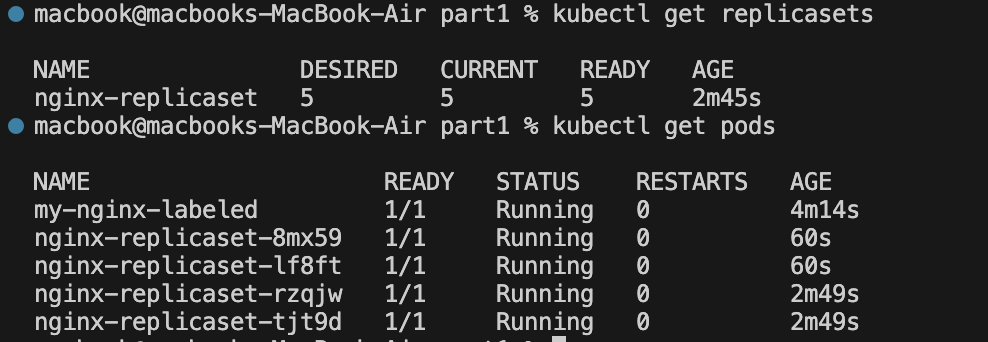 macbook@macbooks-MacBook-Air part1 % kubectl get replicasets
NAME DESIRED CURRENT READY AGE
nginx-replicaset 5 5 5 2m45s
macbook@macbooks-MacBook-Air part1 % kubectl get pods
NAME READY STATUS RESTARTS AGE
my-nginx-labeled 1/1 Running 0 4m14s
nginx-replicaset-8mx59 1/1 Running 0 60s
nginx-replicaset-lf8ft 1/1 Running 0 60s
nginx-replicaset-rzqjw 1/1 Running 0 2m49s
nginx-replicaset-tjt9d 1/1 Running 0 2m49s